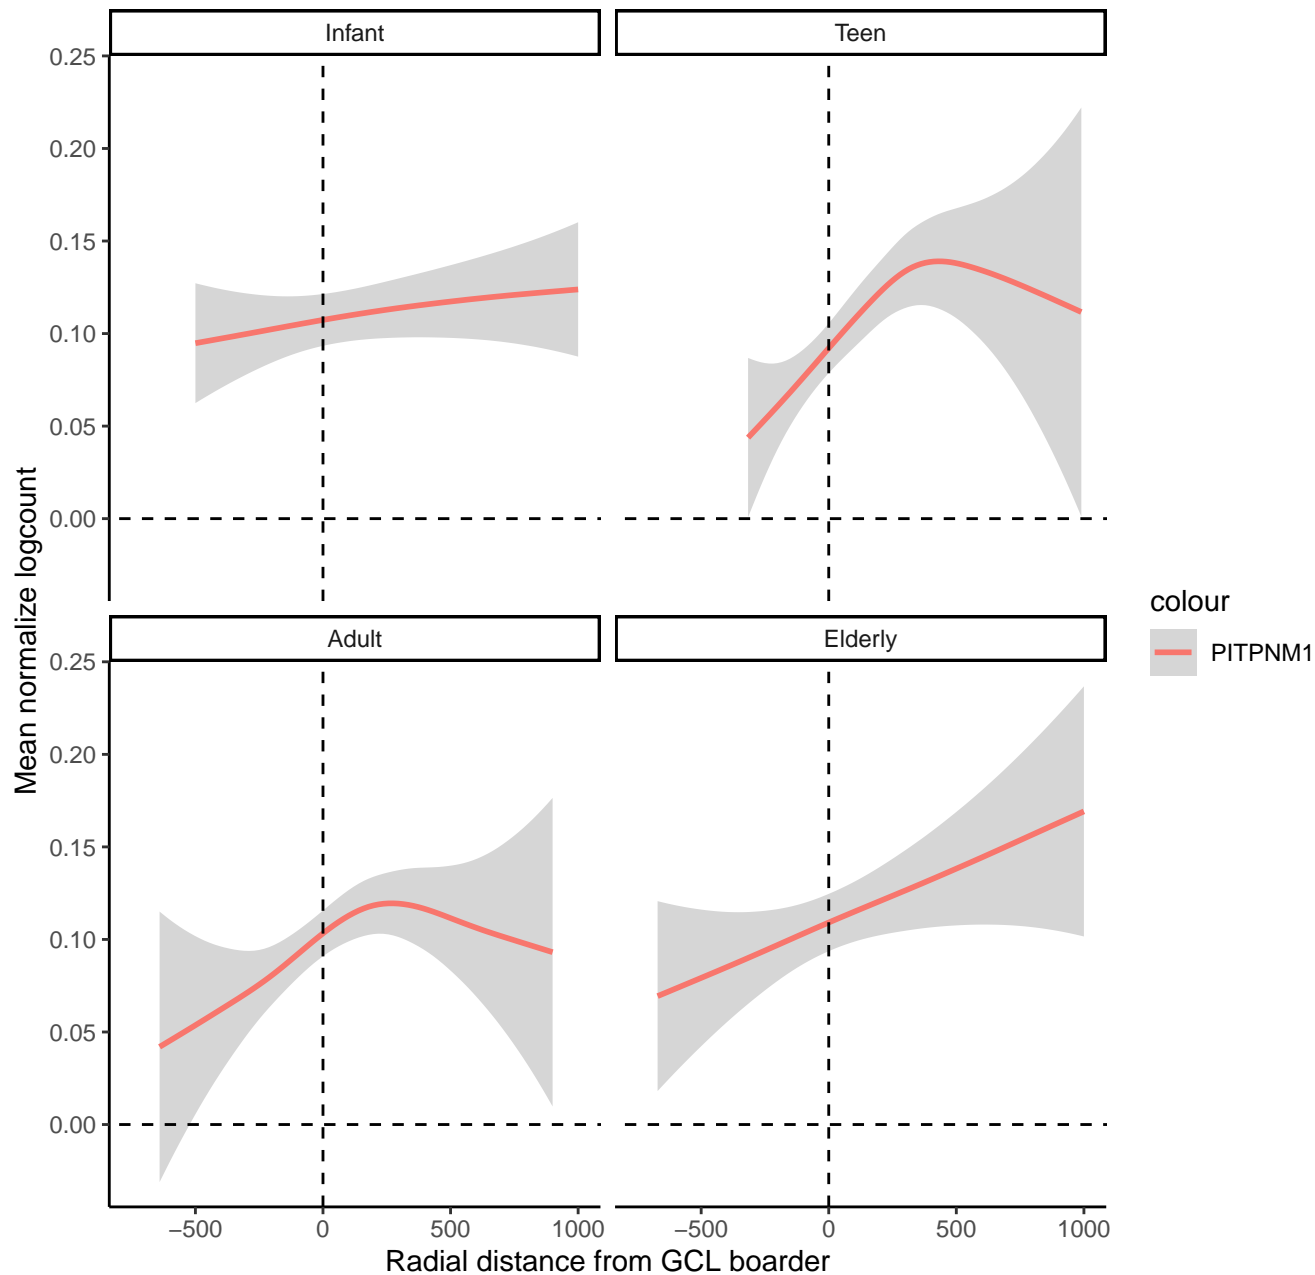 Infant
Teen
0.25
0.20
0.15
0.10
0.05
0.00
Adult
Elderly
0.25
0.20
0.15
0.10
0.05
0.00
Mean normalize logcount
−500
0
500
1000
−500
0
500
1000
Radial distance from GCL boarder
colour
PITPNM1